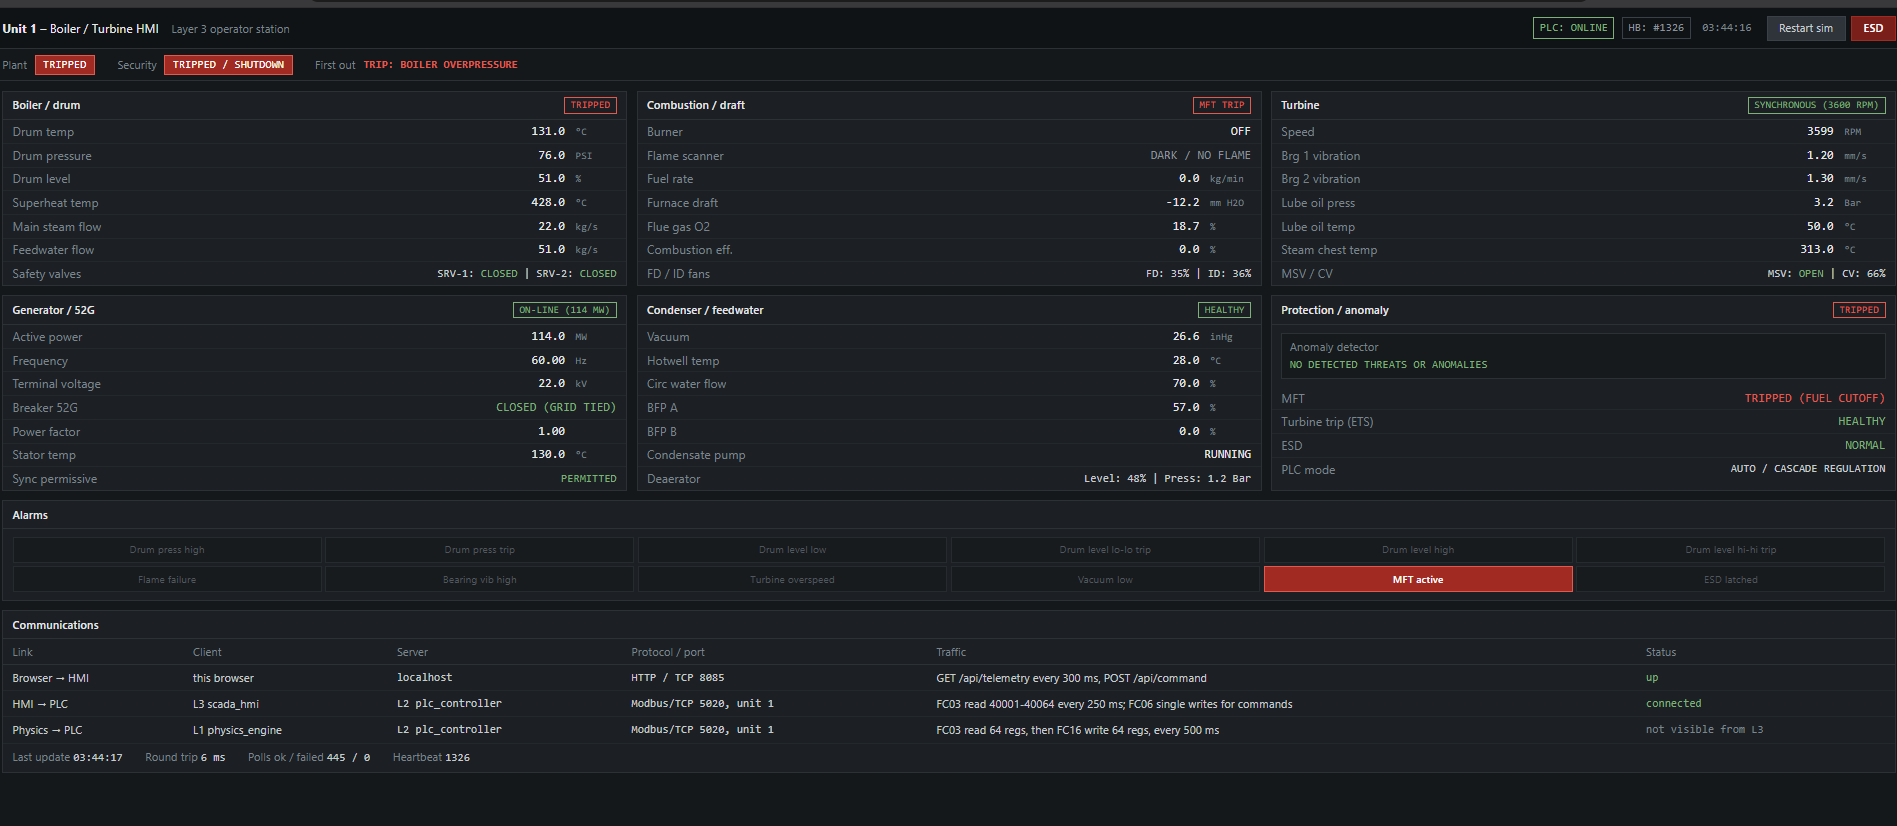 Unit 1 – Boiler / Turbine HMI Layer 3 operator station PLC: ONLINE HB: #1326 03:44:16 Restart sim ESD
Plant TRIPPED Security TRIPPED / SHUTDOWN First out TRIP: BOILER OVERPRESSURE
Boiler / drum TRIPPED
Drum temp 131.0 °C
Drum pressure 76.0 PSI
Drum level 51.0 %
Superheat temp 428.0 °C
Main steam flow 22.0 kg/s
Feedwater flow 51.0 kg/s
Safety valves SRV-1: CLOSED | SRV-2: CLOSED
Combustion / draft MFT TRIP
Burner OFF
Flame scanner DARK / NO FLAME
Fuel rate 0.0 kg/min
Furnace draft -12.2 mm H2O
Flue gas O2 18.7 %
Combustion eff. 0.0 %
FD / ID fans FD: 35% | ID: 36%
Turbine SYNCHRONOUS (3600 RPM)
Speed 3599 RPM
Brg 1 vibration 1.20 mm/s
Brg 2 vibration 1.30 mm/s
Lube oil press 3.2 Bar
Lube oil temp 50.0 °C
Steam chest temp 313.0 °C
MSV / CV MSV: OPEN | CV: 66%
Generator / 52G ON-LINE (114 MW)
Active power 114.0 MW
Frequency 60.00 Hz
Terminal voltage 22.0 kV
Breaker 52G CLOSED (GRID TIED)
Power factor 1.00
Stator temp 130.0 °C
Sync permissive PERMITTED
Condenser / feedwater HEALTHY
Vacuum 26.6 inHg
Hotwell temp 28.0 °C
Circ water flow 70.0 %
BFP A 57.0 %
BFP B 0.0 %
Condensate pump RUNNING
Deaerator Level: 48% | Press: 1.2 Bar
Protection / anomaly TRIPPED
Anomaly detector
NO DETECTED THREATS OR ANOMALIES
MFT TRIPPED (FUEL CUTOFF)
Turbine trip (ETS) HEALTHY
ESD NORMAL
PLC mode AUTO / CASCADE REGULATION
Alarms
Drum press high Drum press trip Drum level low Drum level lo-lo trip Drum level high Drum level hi-hi trip
Flame failure Bearing vib high Turbine overspeed Vacuum low MFT active ESD latched
Communications
Link Client Server Protocol / port Traffic Status
Browser → HMI this browser localhost HTTP / TCP 8085 GET /api/telemetry every 300 ms, POST /api/command up
HMI → PLC L3 scada_hmi L2 plc_controller Modbus/TCP 5020, unit 1 FC03 read 40001-40064 every 250 ms; FC06 single writes for commands connected
Physics → PLC L1 physics_engine L2 plc_controller Modbus/TCP 5020, unit 1 FC03 read 64 regs, then FC16 write 64 regs, every 500 ms not visible from L3
Last update 03:44:17 Round trip 6 ms Polls ok / failed 445 / 0 Heartbeat 1326